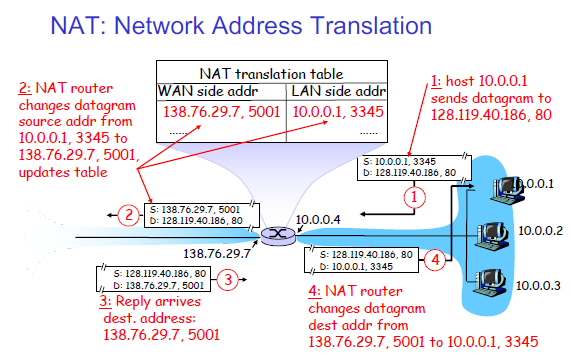 NAT: Network Address Translation
NAT translation table
WAN side addr LAN side addr
138.76.29.7, 5001 10.0.0.1, 3345
...... ......
2: NAT router
changes datagram
source addr from
10.0.0.1, 3345 to
138.76.29.7, 5001,
updates table
1: host 10.0.0.1
sends datagram to
128.119.40.186, 80
S: 10.0.0.1, 3345
D: 128.119.40.186, 80
1
10.0.0.1
S: 138.76.29.7, 5001
D: 128.119.40.186, 80
2
10.0.0.4
10.0.0.2
138.76.29.7
S: 128.119.40.186, 80
D: 10.0.0.1, 3345
4
S: 128.119.40.186, 80
D: 138.76.29.7, 5001
3
10.0.0.3
3: Reply arrives
dest. address:
138.76.29.7, 5001
4: NAT router
changes datagram
dest addr from
138.76.29.7, 5001 to 10.0.0.1, 3345